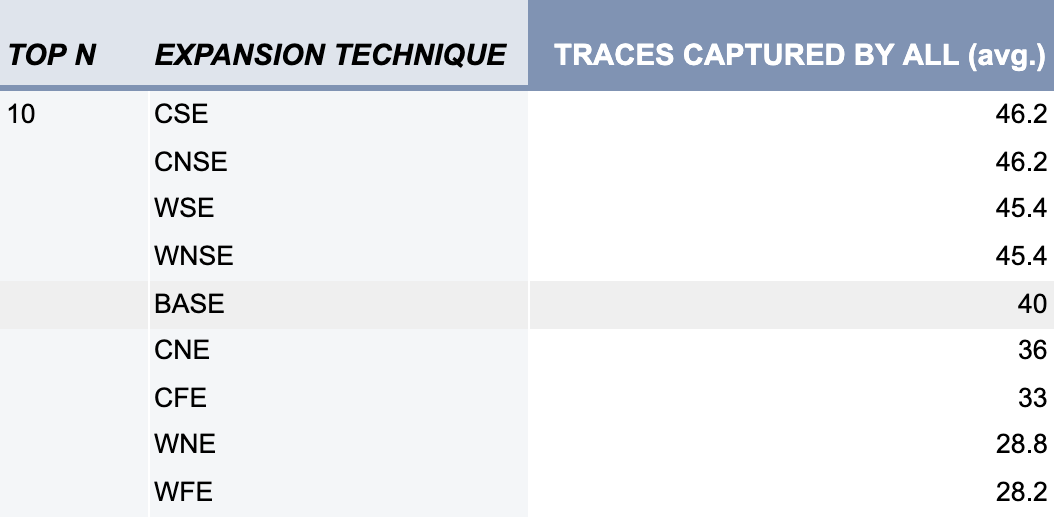 TOP N EXPANSION TECHNIQUE TRACES CAPTURED BY ALL (avg.)
10 CSE 46.2
CNSE 46.2
WSE 45.4
WNSE 45.4
BASE 40
CNE 36
CFE 33
WNE 28.8
WFE 28.2